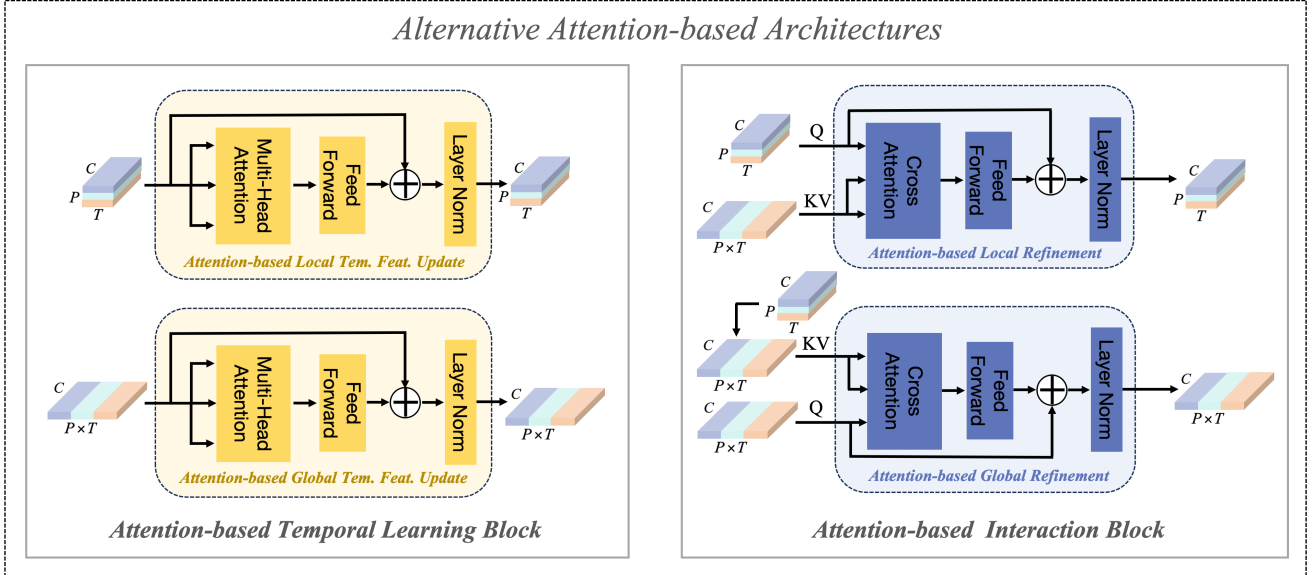 Alternative Attention-based Architectures
C
P
T
Multi-Head
Attention
Feed
Forward
Layer Norm
C
P
T
Attention-based Local Tem. Feat. Update
C
P×T
Multi-Head
Attention
Feed
Forward
Layer Norm
C
P×T
Attention-based Global Tem. Feat. Update
Attention-based Temporal Learning Block
C
P
T
Q
C
P×T
KV
Cross
Attention
Feed
Forward
Layer Norm
C
P
T
Attention-based Local Refinement
C
P
T
C
P×T
KV
C
P×T
Q
Cross
Attention
Feed
Forward
Layer Norm
C
P×T
Attention-based Global Refinement
Attention-based Interaction Block